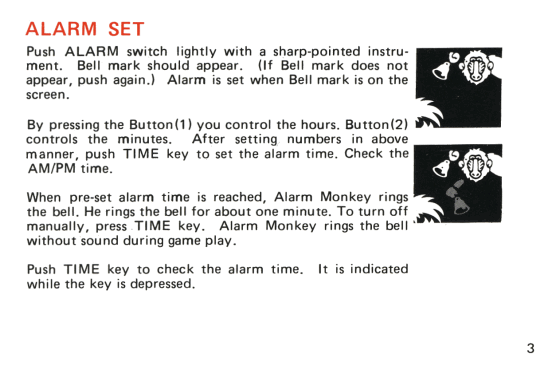 ALARM SET
Push ALARM switch lightly with a sharp-pointed instru-
ment. Bell mark should appear. (If Bell mark does not
appear, push again.) Alarm is set when Bell mark is on the
screen.
By pressing the Button(1) you control the hours. Button(2)
controls the minutes. After setting numbers in above
manner, push TIME key to set the alarm time. Check the
AM/PM time.
When pre-set alarm time is reached, Alarm Monkey rings
the bell. He rings the bell for about one minute. To turn off
manually, press TIME key. Alarm Monkey rings the bell
without sound during game play.
Push TIME key to check the alarm time. It is indicated
while the key is depressed.
3